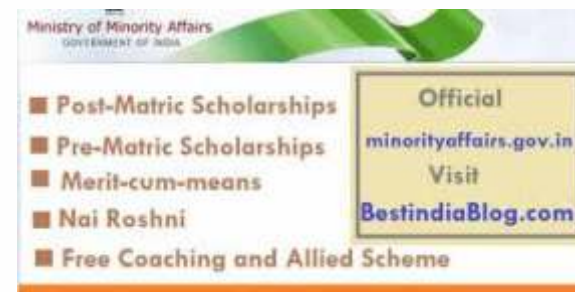 Ministry of Minority Affairs
GOVERNMENT OF INDIA
Post-Matric Scholarships
Pre-Matric Scholarships
Merit-cum-means
Nai Roshni
Free Coaching and Allied Scheme
Official
minorityaffairs.gov.in
Visit
BestindiaBlog.com